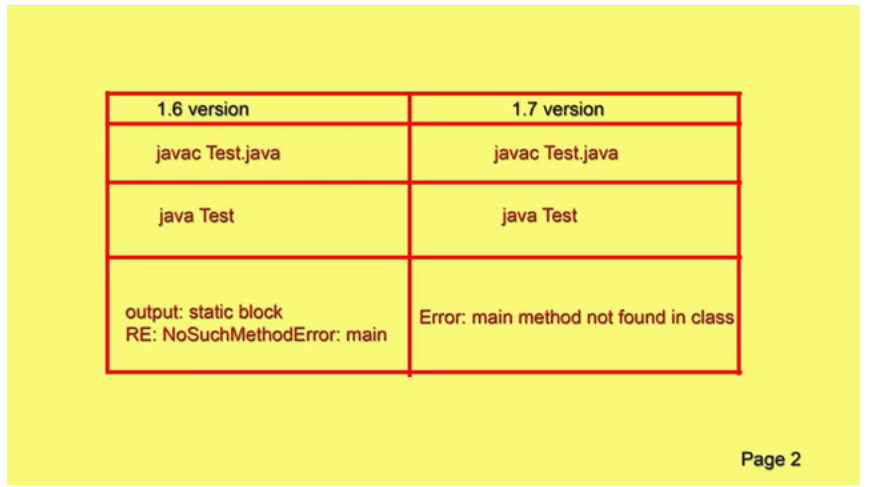 1.6 version
1.7 version
javac Test.java
javac Test.java
java Test
java Test
output: static block
RE: NoSuchMethodError: main
Error: main method not found in class
Page 2